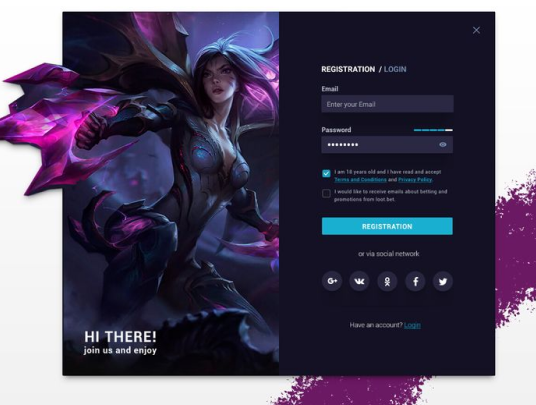 REGISTRATION / LOGIN
Email
Enter your Email
Password
I am 18 years old and I have read and accept
Terms and Conditions and Privacy Policy.
I would like to receive emails about betting and
promotions from loot.bet.
REGISTRATION
or via social network
G+
Have an account? Login
HI THERE!
join us and enjoy